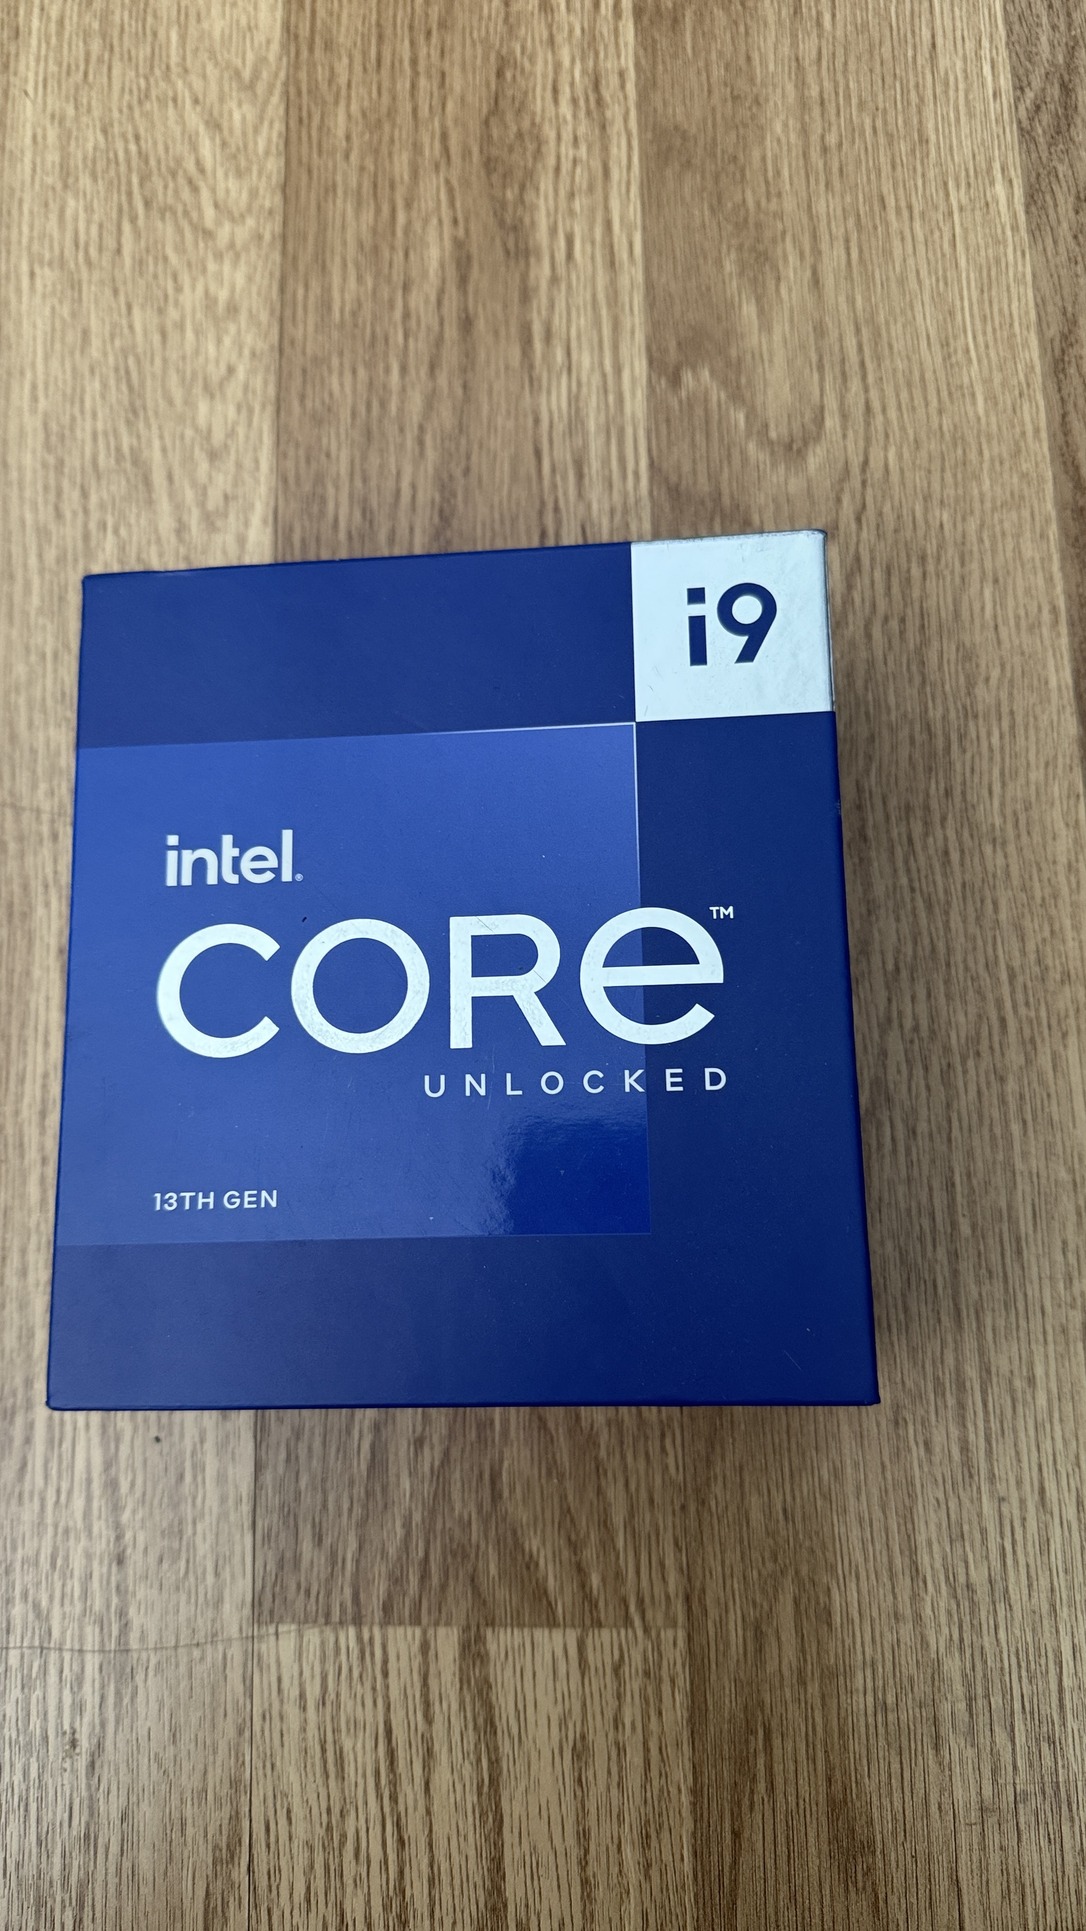 i9
intel.
CORE™
UNLOCKED
13TH GEN